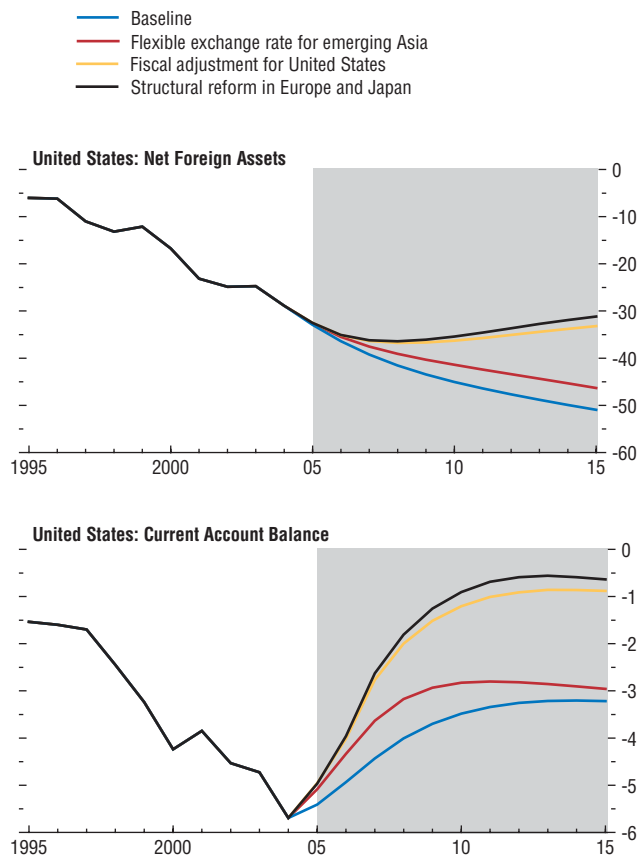 Baseline
Flexible exchange rate for emerging Asia
Fiscal adjustment for United States
Structural reform in Europe and Japan
United States: Net Foreign Assets
0
-10
-20
-30
-40
-50
-60
1995 2000 05 10 15
United States: Current Account Balance
0
-1
-2
-3
-4
-5
-6
1995 2000 05 10 15